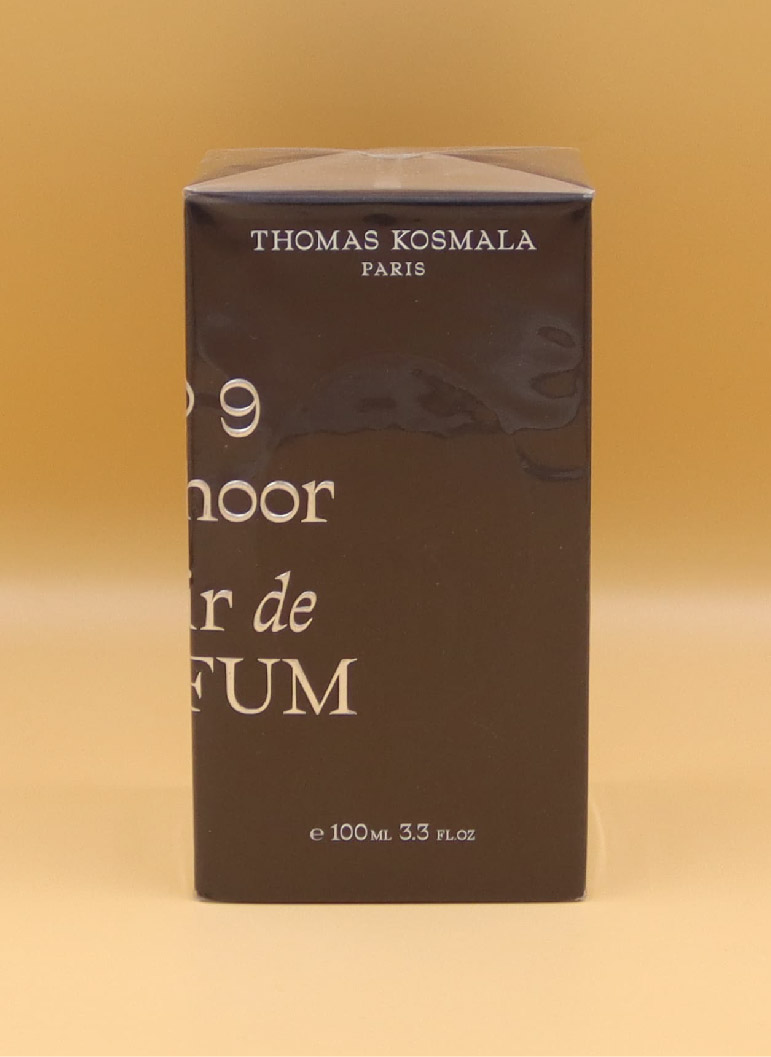 THOMAS KOSMALA
PARIS
9
noor
ir de
FUM
℮ 100ML 3.3 FL.OZ